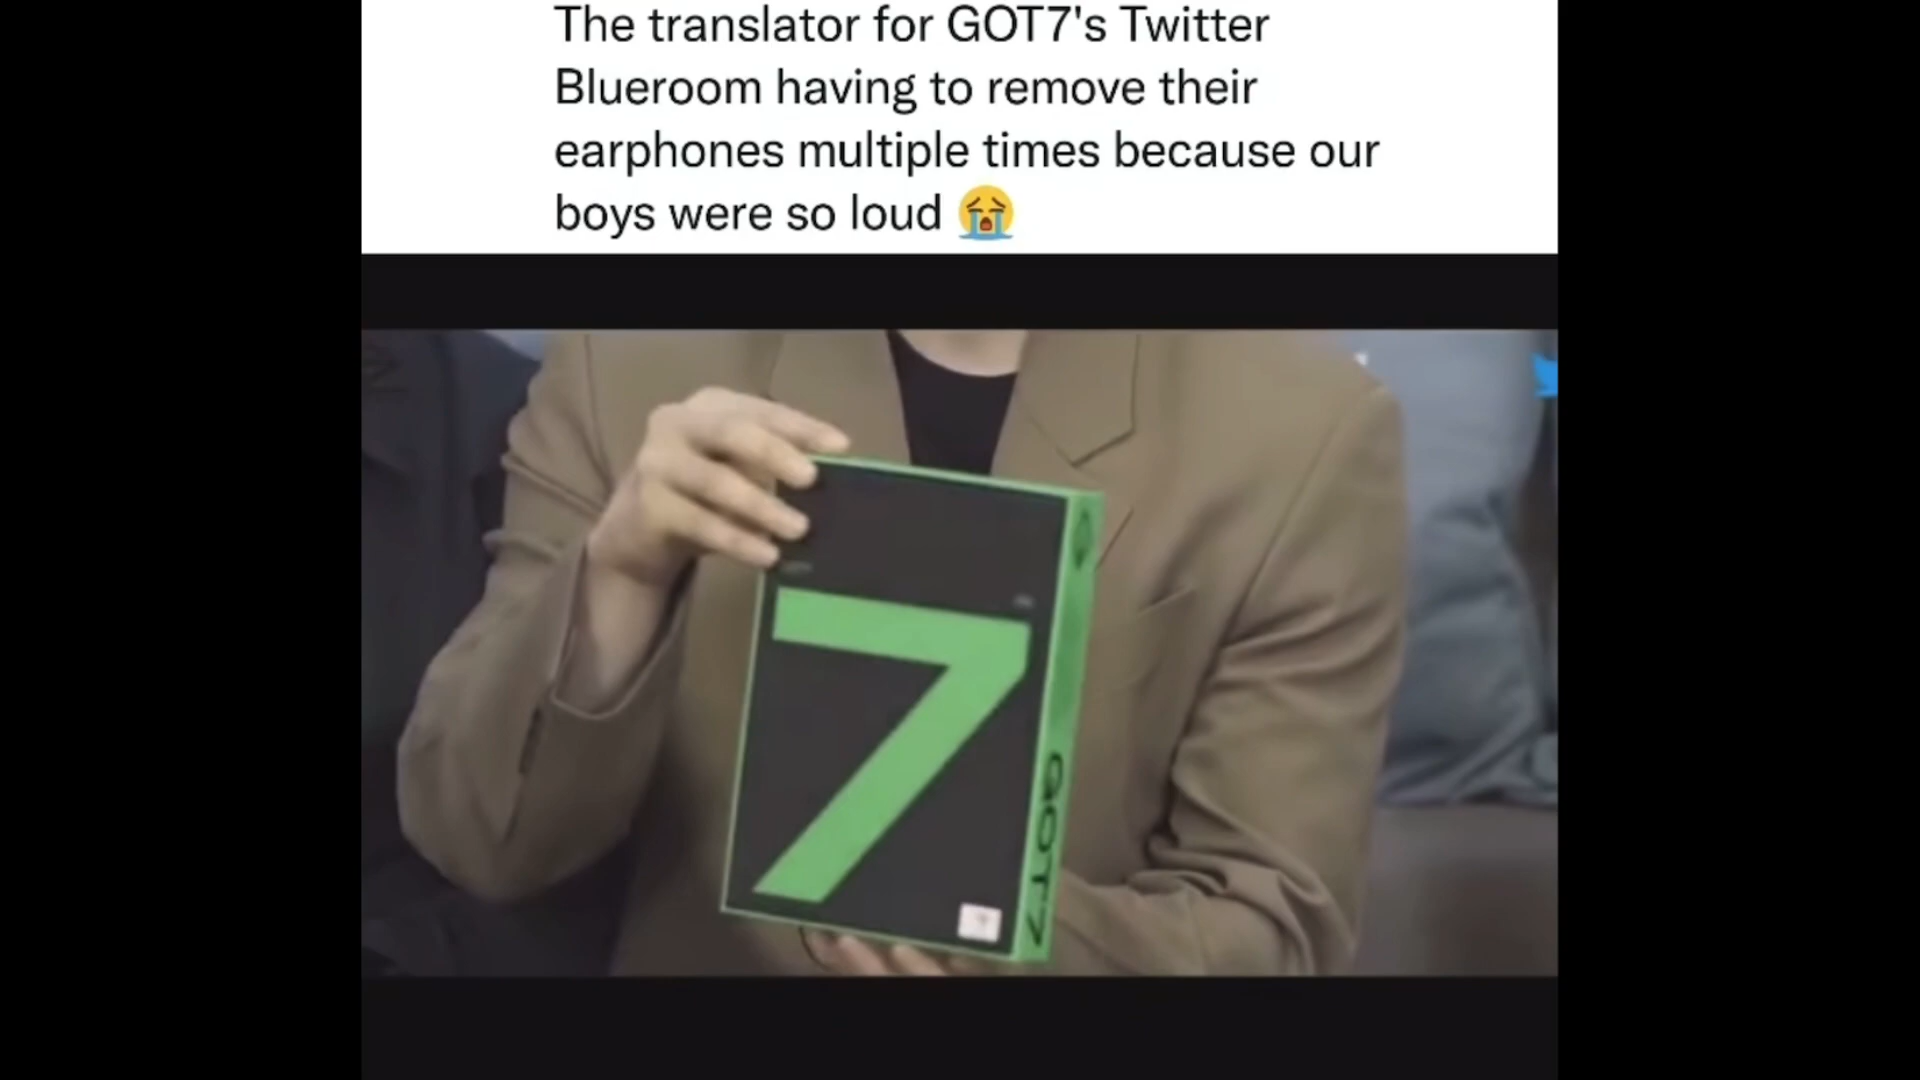 The translator for GOT7's Twitter
Blueroom having to remove their
earphones multiple times because our
boys were so loud 😭
7
GOT7